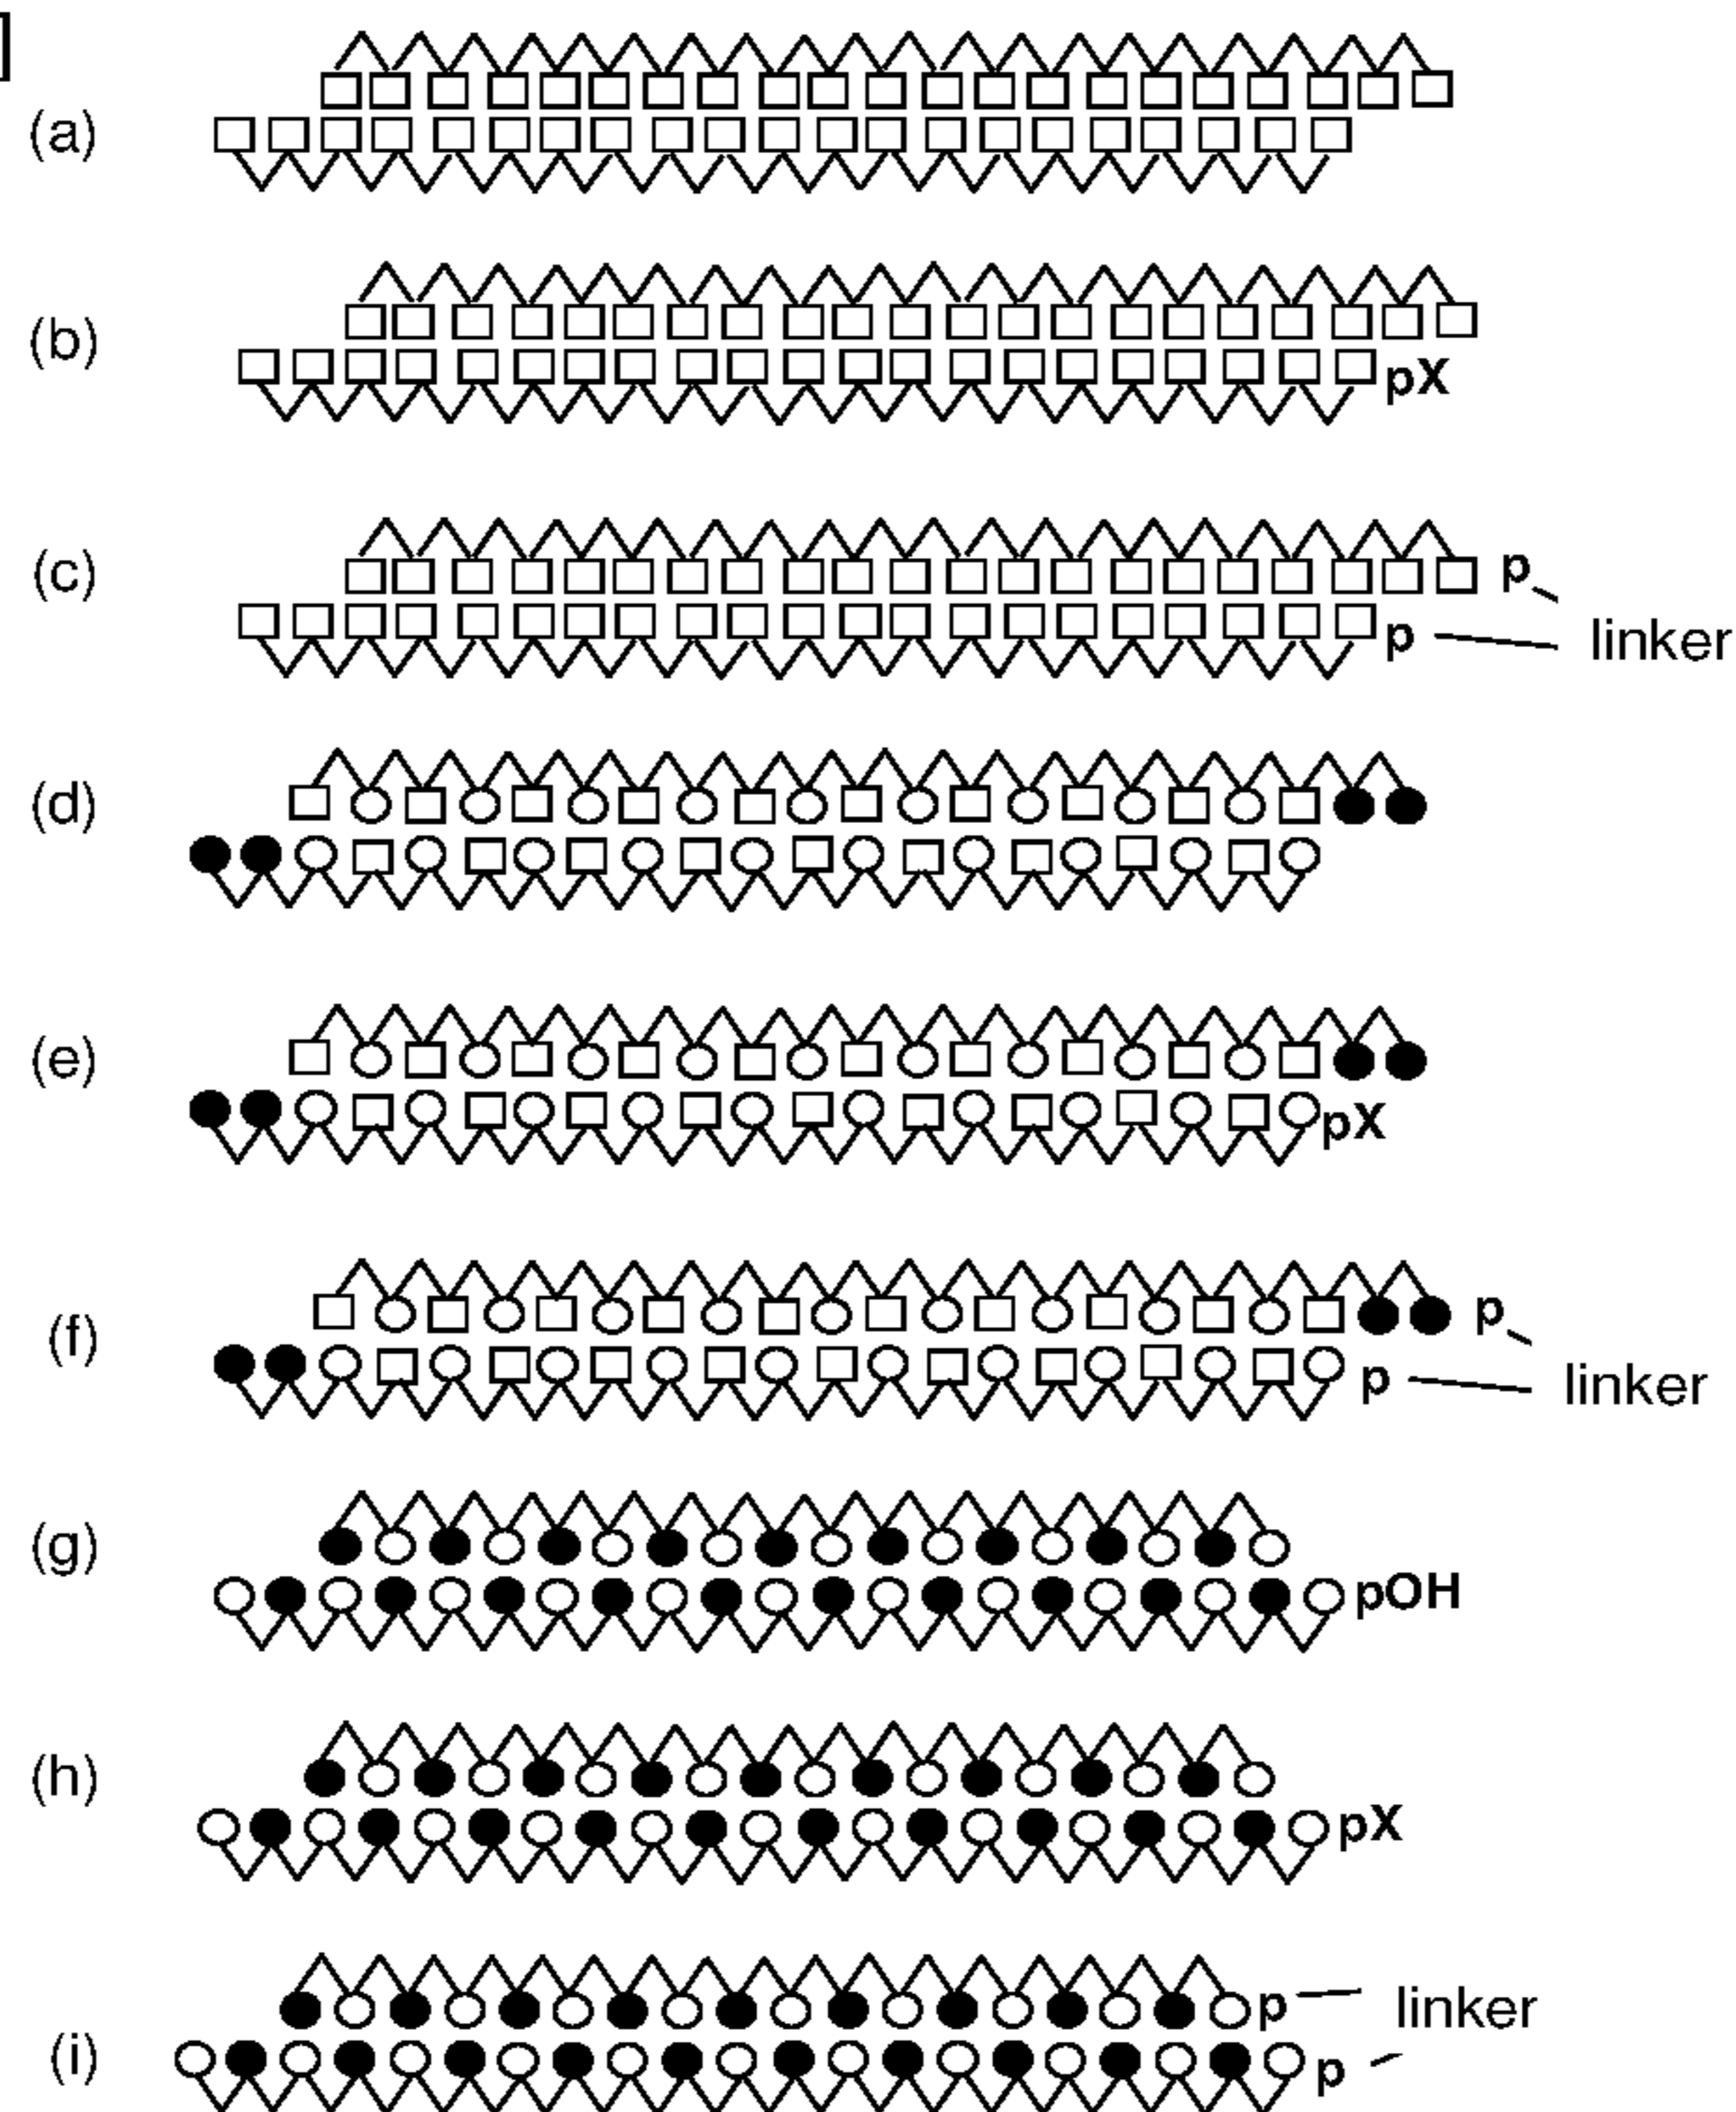 ]
(a)
(b)
pX
(c)
p
p
linker
(d)
(e)
pX
(f)
p
p
linker
(g)
pOH
(h)
pX
(i)
p
linker
p